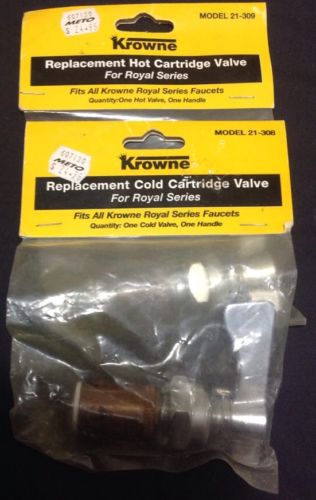 MODEL 21-309
METO
Krowne
Replacement Hot Cartridge Valve
For Royal Series
Fits All Krowne Royal Series Faucets
Quantity:One Hot Valve, One Handle
MODEL 21-308
METO
Krowne
Replacement Cold Cartridge Valve
For Royal Series
Fits All Krowne Royal Series Faucets
Quantity: One Cold Valve, One Handle